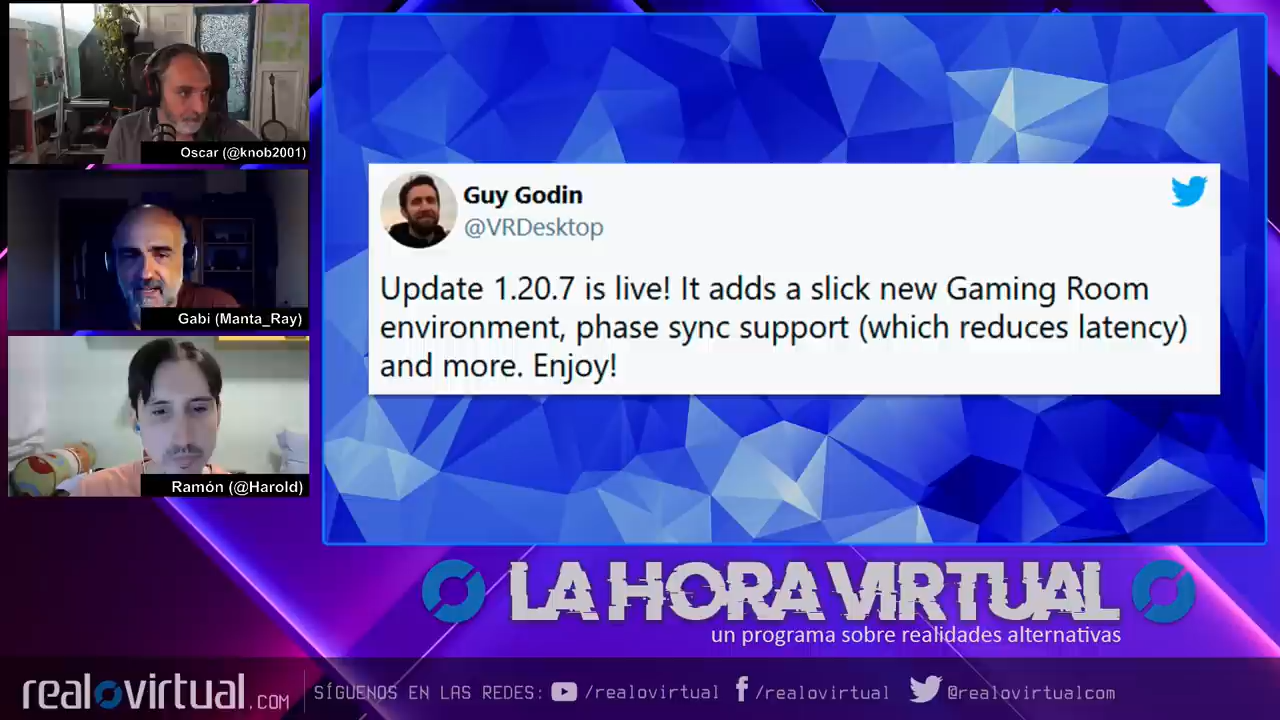 Oscar (@knob2001)
Gabi (Manta_Ray)
Ramón (@Harold)
Guy Godin
@VRDesktop
Update 1.20.7 is live! It adds a slick new Gaming Room
environment, phase sync support (which reduces latency)
and more. Enjoy!
LA HORA VIRTUAL
un programa sobre realidades alternativas
realovirtual.COM
SÍGUENOS EN LAS REDES: /realovirtual /realovirtual @realovirtualcom